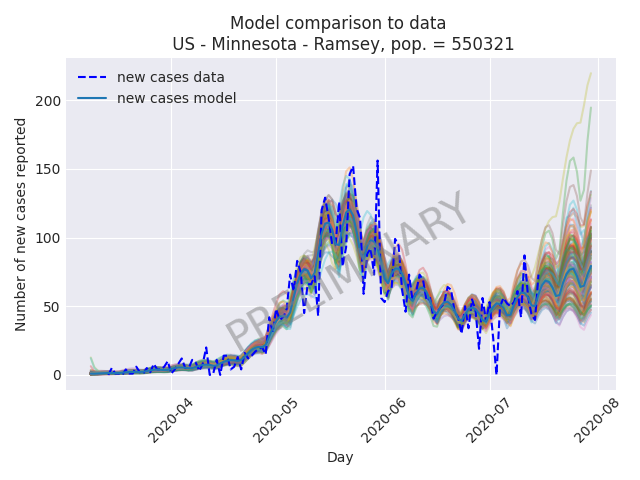 Model comparison to data
US - Minnesota - Ramsey, pop. = 550321
new cases data
new cases model
Number of new cases reported
200
150
100
50
0
PRELIMINARY
2020-04
2020-05
2020-06
2020-07
2020-08
Day